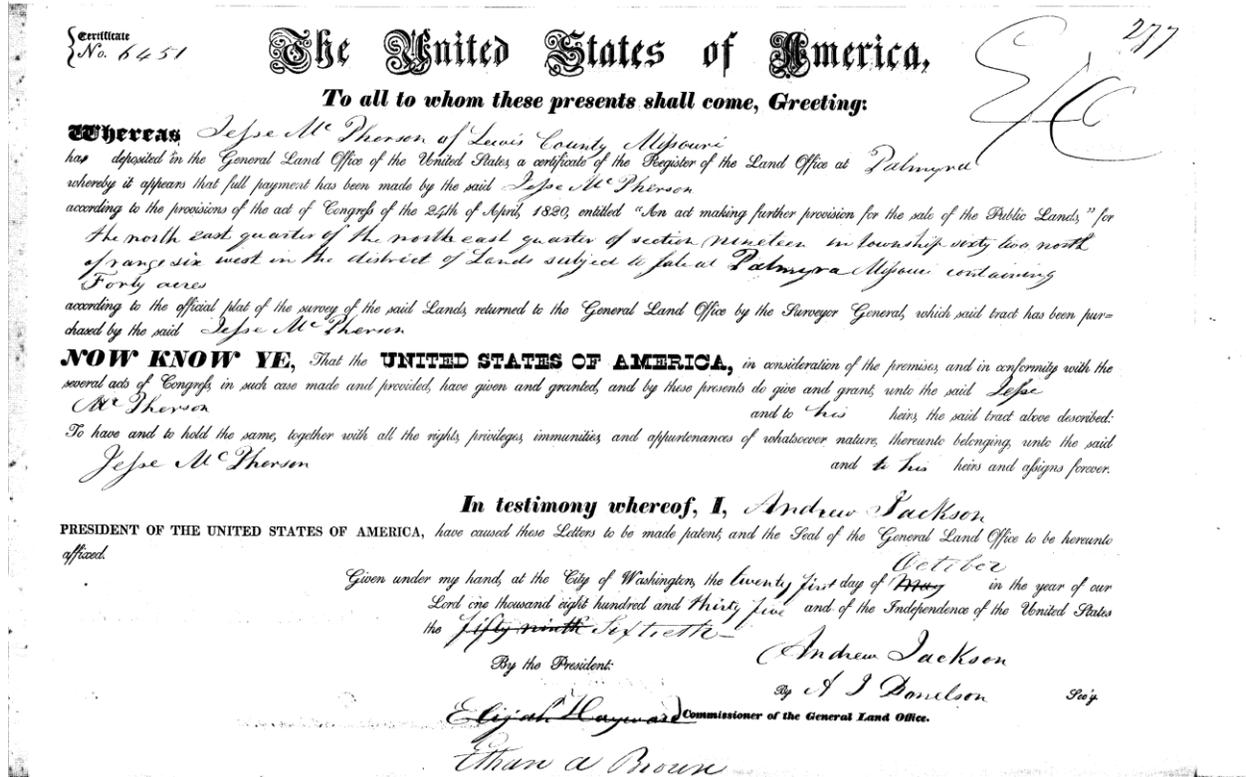 Certificate
No. 6451
277
The United States of America,
To all to whom these presents shall come, Greeting:
Whereas Jesse Mc Pherson of Lewis County Missouri
has deposited in the General Land Office of the United States, a certificate of the Register of the Land Office at Palmyra
whereby it appears that full payment has been made by the said Jesse Mc Pherson
according to the provisions of the act of Congress of the 24th of April, 1820, entitled “An act making further provision for the sale of the Public Lands,” for
the north east quarter of the north east quarter of section nineteen in township sixty two north
of range six west in the district of Lands subject to sale at Palmyra Missouri containing
Forty acres
according to the official plat of the survey of the said Lands, returned to the General Land Office by the Surveyor General, which said tract has been pur=
chased by the said Jesse Mc Pherson
NOW KNOW YE, That the UNITED STATES OF AMERICA, in consideration of the premises, and in conformity with the
several acts of Congress, in such case made and provided, have given and granted, and by these presents do give and grant, unto the said Jesse
Mc Pherson and to his heirs, the said tract above described:
To have and to hold the same, together with all the rights, privileges, immunities, and appurtenances of whatsoever nature, thereunto belonging, unto the said
Jesse Mc Pherson and to his heirs and assigns forever.
In testimony whereof, I, Andrew Jackson
PRESIDENT OF THE UNITED STATES OF AMERICA, have caused these Letters to be made patent, and the Seal of the General Land Office to be hereunto
affixed.
October
Given under my hand, at the City of Washington, the twenty first day of May in the year of our
Lord one thousand eight hundred and thirty five and of the Independence of the United States
the fifty ninth Sixtieth
By the President: Andrew Jackson
By A J Donelson Sec'y.
Elijah Hayward Commissioner of the General Land Office.
Ethan A Brown